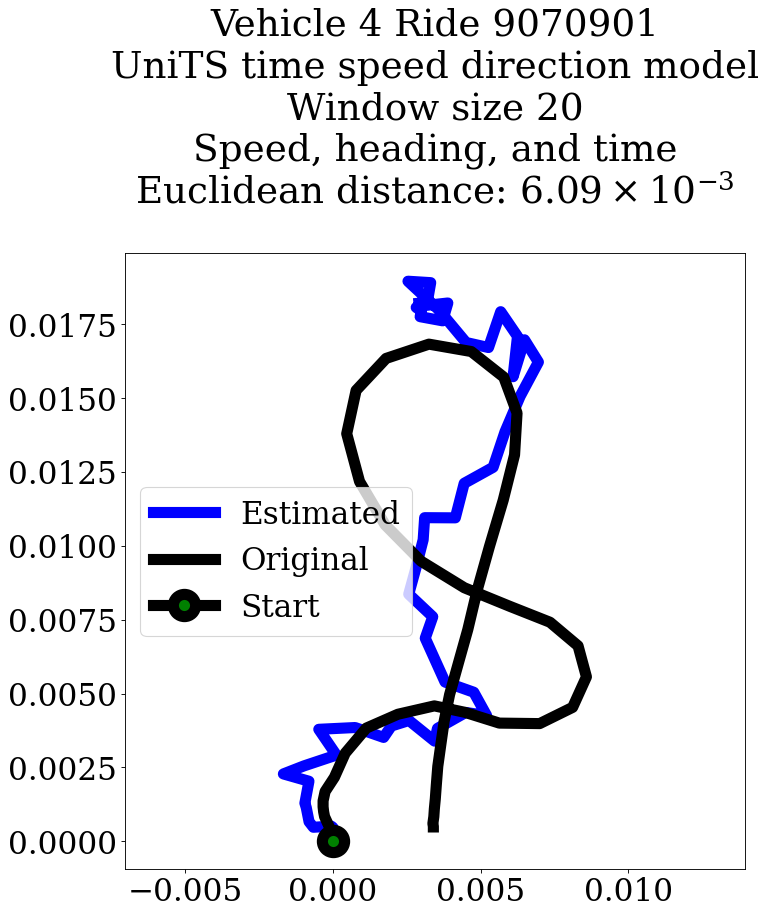 Vehicle 4 Ride 9070901
UniTS time speed direction model
Window size 20
Speed, heading, and time
Euclidean distance: 6.09 × 10⁻³
0.0175
0.0150
0.0125
0.0100
0.0075
0.0050
0.0025
0.0000
Estimated
Original
Start
−0.005 0.000 0.005 0.010